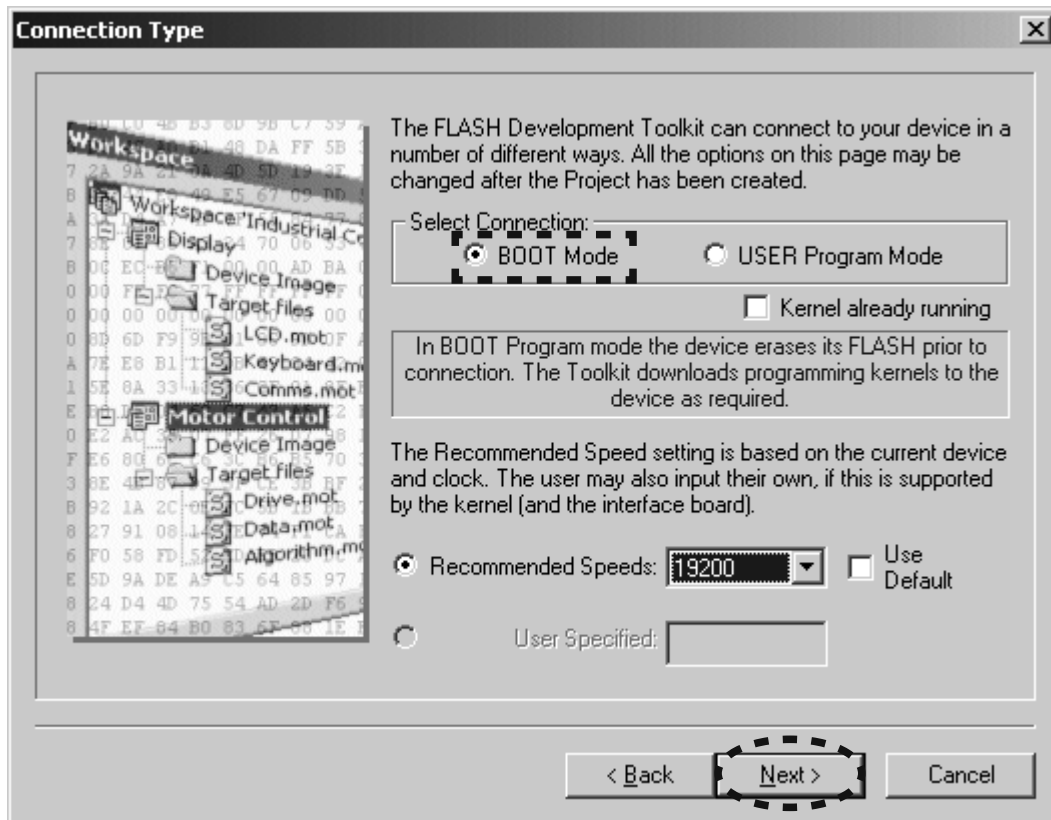 Connection Type
Workspace
Workspace 'Industrial Co
Display
Device Image
Target files
LCD.mot
Keyboard.m
Comms.mot
Motor Control
Device Image
Target files
Drive.mot
Data.mot
Algorithm.mo
The FLASH Development Toolkit can connect to your device in a
number of different ways. All the options on this page may be
changed after the Project has been created.
Select Connection:
BOOT Mode
USER Program Mode
Kernel already running
In BOOT Program mode the device erases its FLASH prior to
connection. The Toolkit downloads programming kernels to the
device as required.
The Recommended Speed setting is based on the current device
and clock. The user may also input their own, if this is supported
by the kernel (and the interface board).
Recommended Speeds:
19200
Use
Default
User Specified:
< Back
Next >
Cancel